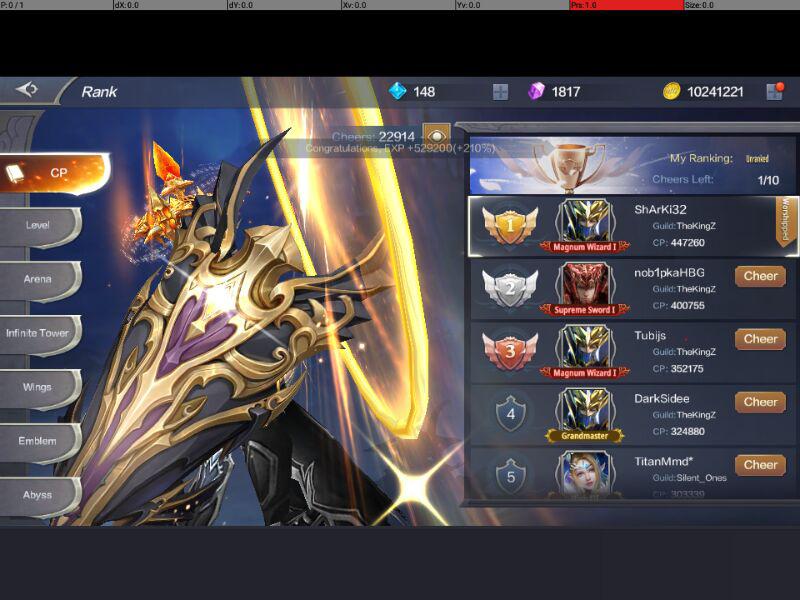 P: 0 / 1
dX: 0.0
dY: 0.0
Xv: 0.0
Yv: 0.0
Prs: 1.0
Size: 0.0
Rank
148
1817
10241221
Cheers: 22914
Congratulations, EXP +529200(+210%)
CP
Level
Arena
Infinite Tower
Wings
Emblem
Abyss
My Ranking: Unranked
Cheers Left: 1/10
1
Magnum Wizard I
ShArKi32
Guild:TheKingZ
CP: 447260
Worshipped
2
Supreme Sword I
nob1pkaHBG
Guild:TheKingZ
CP: 400755
Cheer
3
Magnum Wizard I
Tubijs
Guild:TheKingZ
CP: 352175
Cheer
4
Grandmaster
DarkSidee
Guild:TheKingZ
CP: 324880
Cheer
5
TitanMmd*
Guild:Silent_Ones
CP: 303339
Cheer